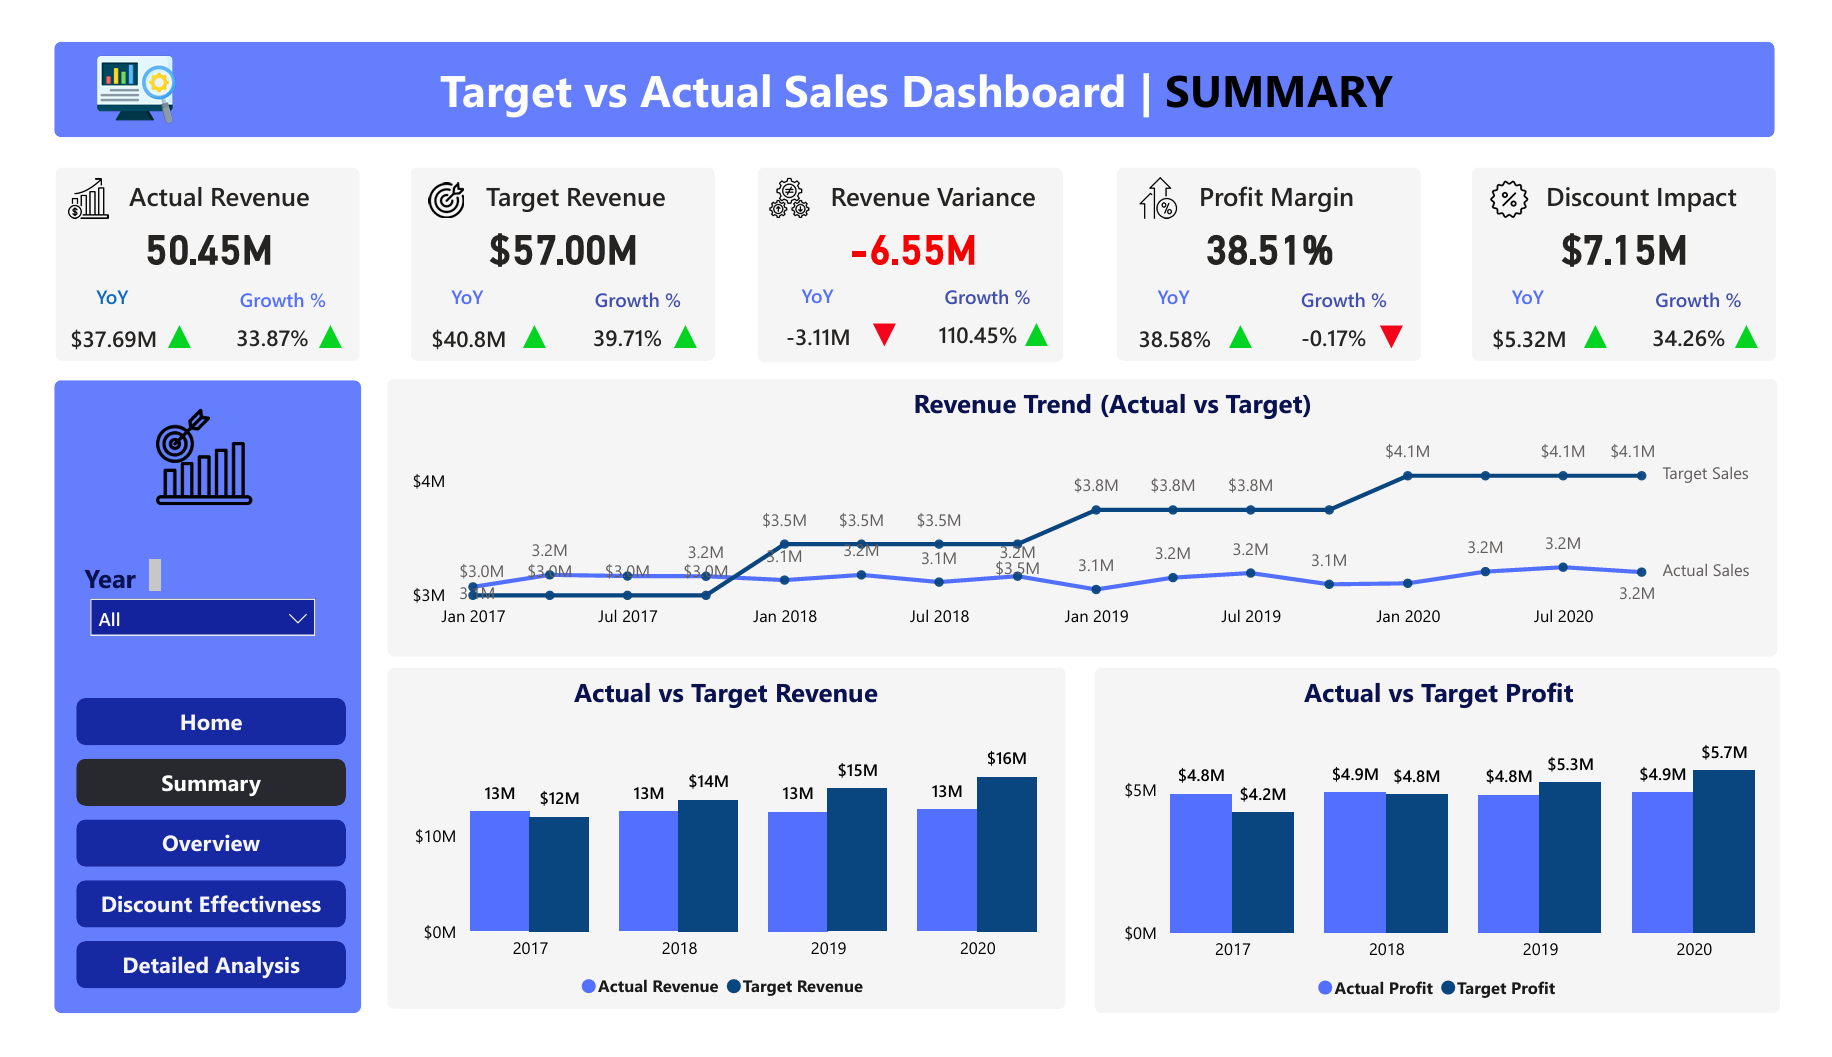 Target vs Actual Sales Dashboard | SUMMARY
Actual Revenue
50.45M
YoY Growth %
$37.69M 33.87%
Target Revenue
$57.00M
YoY Growth %
$40.8M 39.71%
Revenue Variance
-6.55M
YoY Growth %
-3.11M 110.45%
Profit Margin
38.51%
YoY Growth %
38.58% -0.17%
Discount Impact
$7.15M
YoY Growth %
$5.32M 34.26%
Year
All
Home
Summary
Overview
Discount Effectivness
Detailed Analysis
Revenue Trend (Actual vs Target)
$4.1M $4.1M $4.1M
Target Sales
$4M
$3.8M $3.8M $3.8M
$3.5M $3.5M $3.5M
3.2M 3.2M 3.1M 3.2M 3.1M 3.2M 3.1M 3.2M 3.2M 3.1M 3.2M 3.2M
$3.0M $3.0M $3.0M $3.0M $3.5M
Actual Sales
3.1M 3.2M
$3M
Jan 2017 Jul 2017 Jan 2018 Jul 2018 Jan 2019 Jul 2019 Jan 2020 Jul 2020
Actual vs Target Revenue
13M $12M 13M $14M 13M $15M 13M $16M
$10M
$0M
2017 2018 2019 2020
Actual Revenue Target Revenue
Actual vs Target Profit
$4.8M $4.2M $4.9M $4.8M $4.8M $5.3M $4.9M $5.7M
$5M
$0M
2017 2018 2019 2020
Actual Profit Target Profit